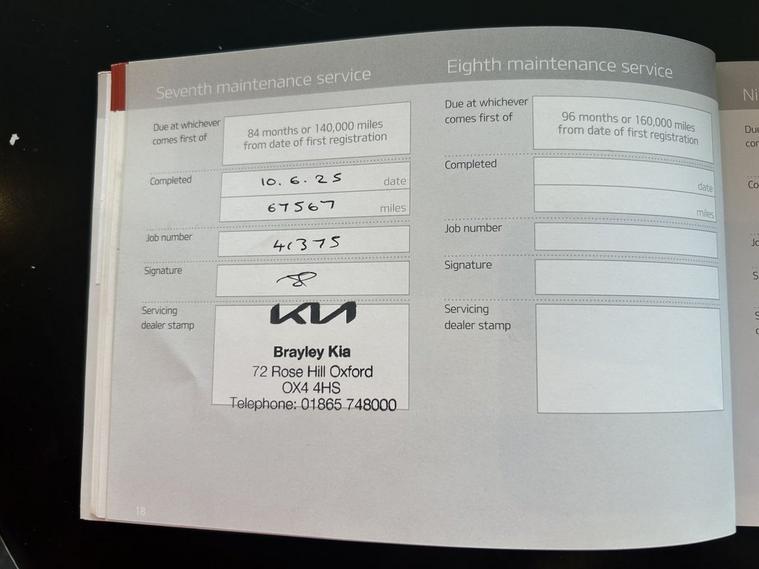 Seventh maintenance service
Due at whichever
comes first of
84 months or 140,000 miles
from date of first registration
Completed
10.6.25 date
67567 miles
Job number
41375
Signature
Servicing
dealer stamp
KIA
Brayley Kia
72 Rose Hill Oxford
OX4 4HS
Telephone: 01865 748000
18
Eighth maintenance service
Due at whichever
comes first of
96 months or 160,000 miles
from date of first registration
Completed
date
miles
Job number
Signature
Servicing
dealer stamp